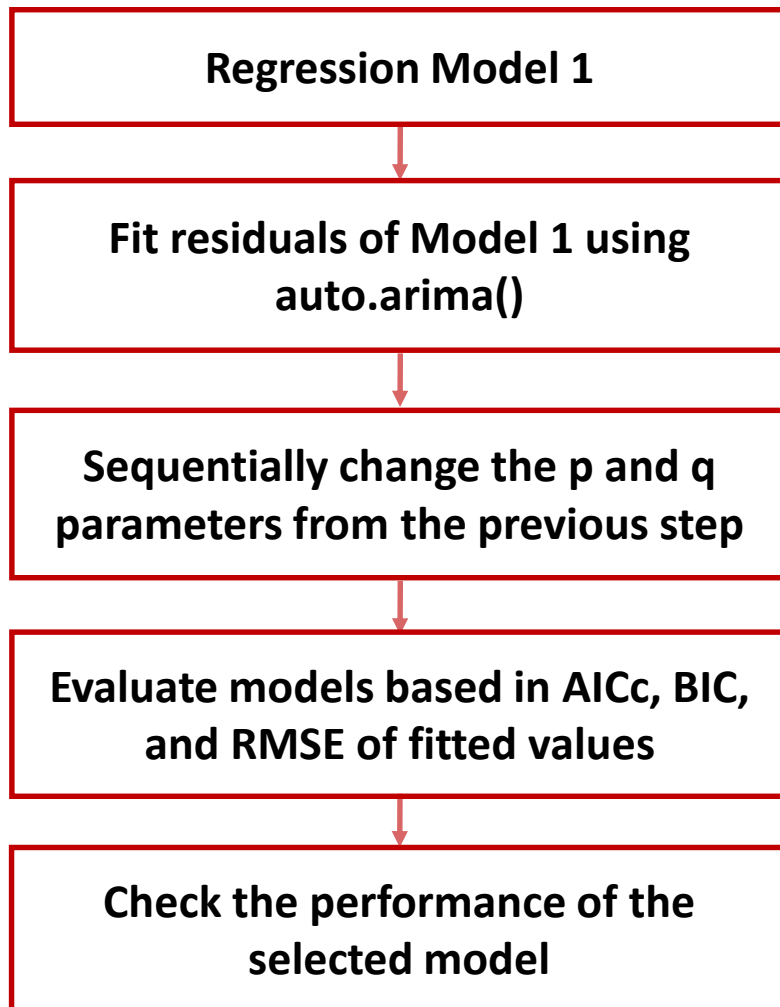 Regression Model 1
Fit residuals of Model 1 using
auto.arima()
Sequentially change the p and q
parameters from the previous step
Evaluate models based in AICc, BIC,
and RMSE of fitted values
Check the performance of the
selected model